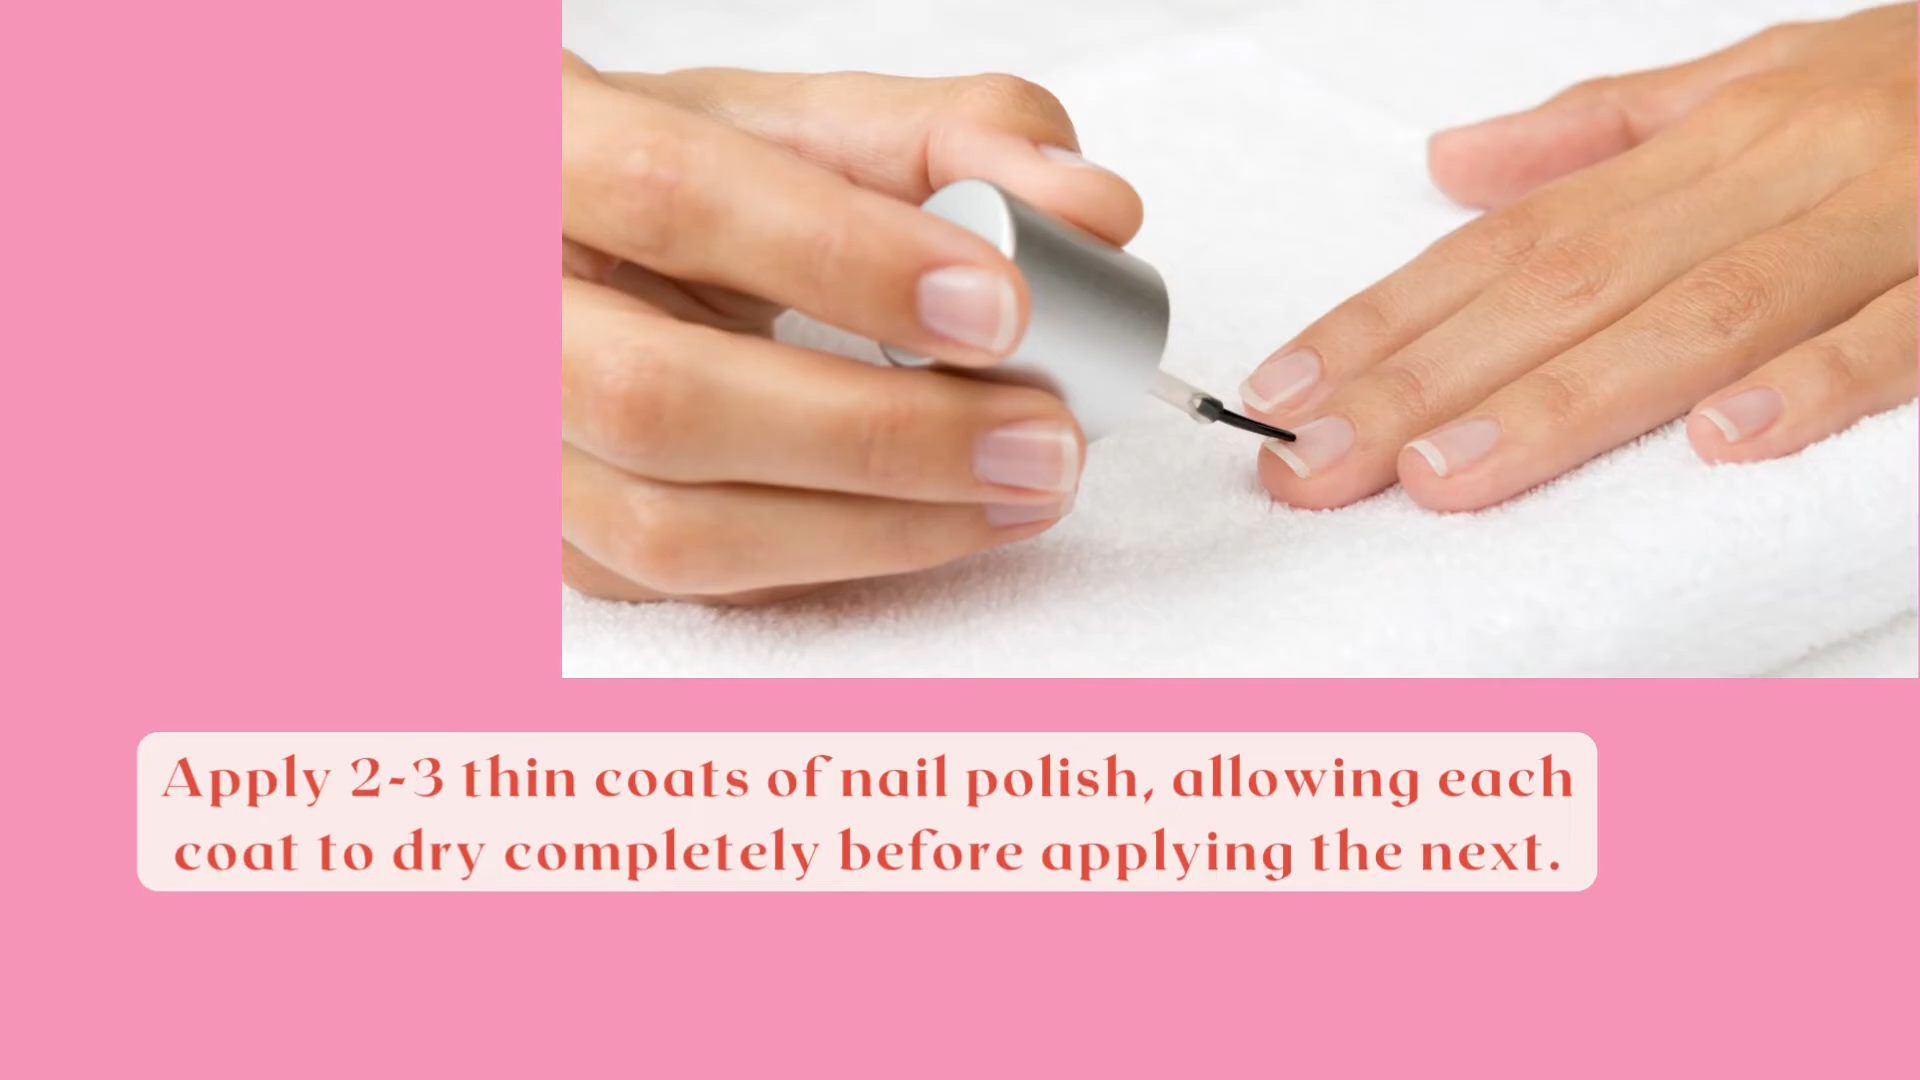 Apply 2-3 thin coats of nail polish, allowing each
coat to dry completely before applying the next.